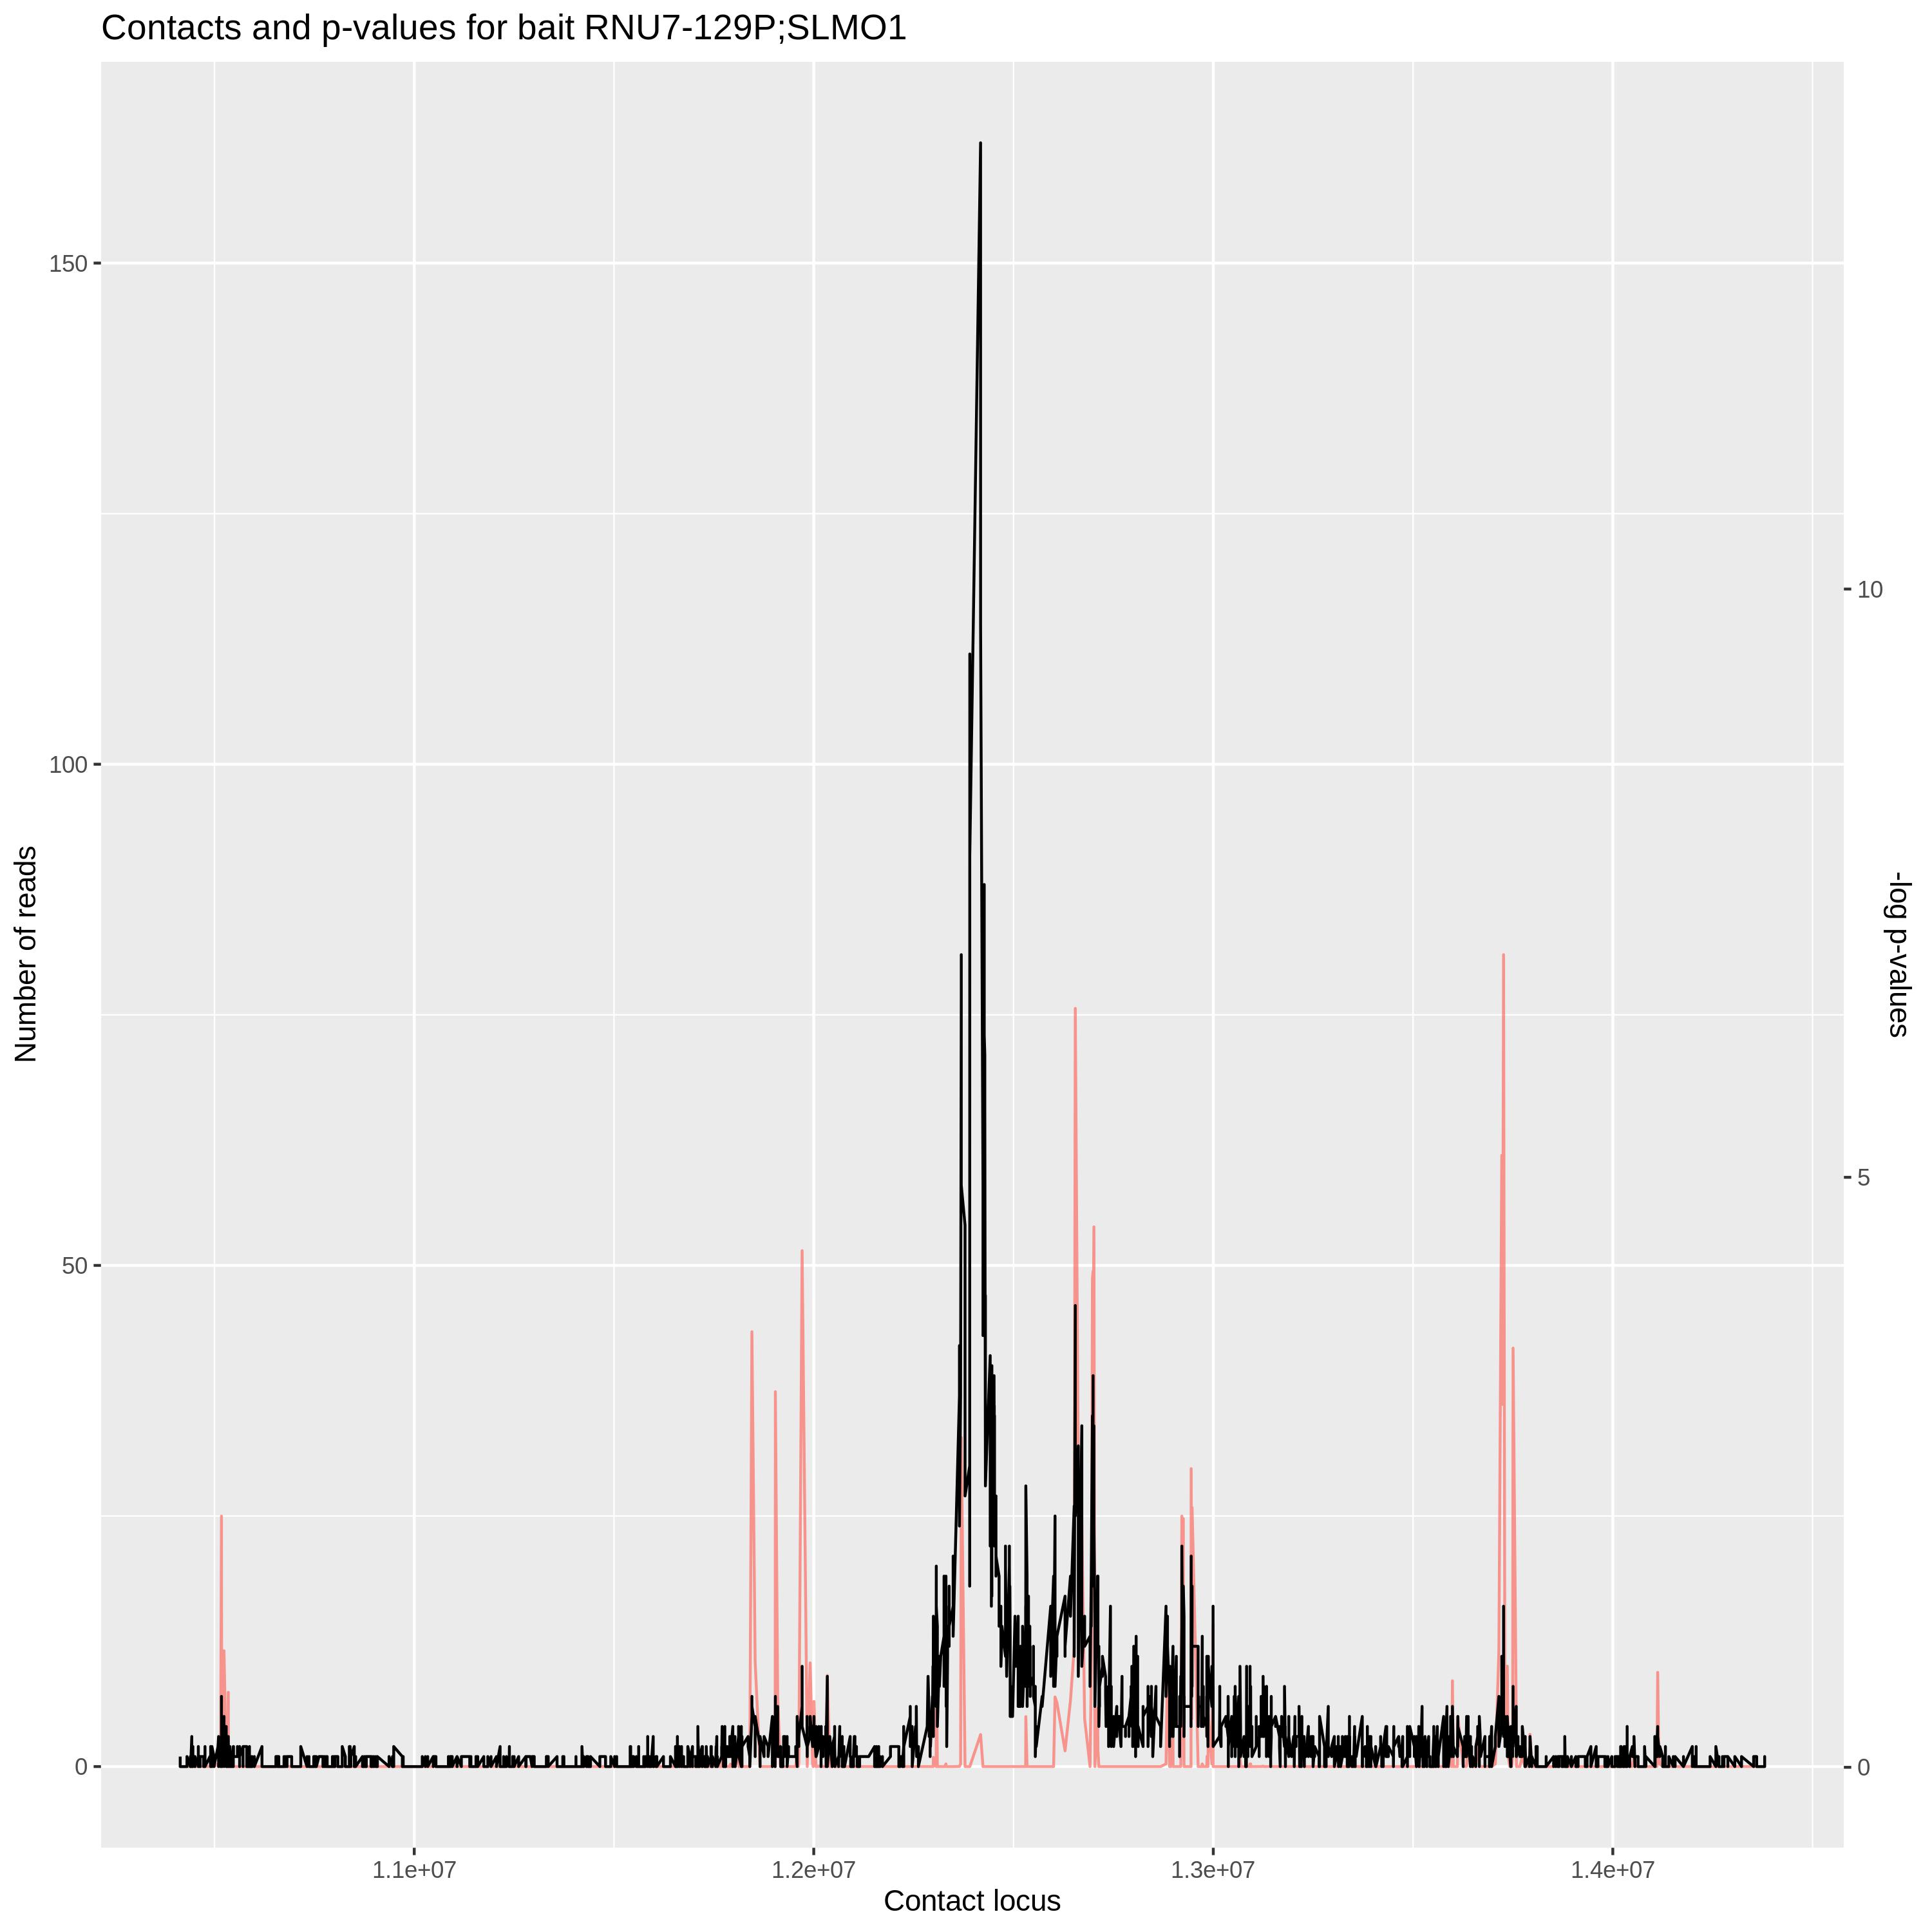 Contacts and p-values for bait RNU7-129P;SLMO1
150
100
50
0
Number of reads
10
5
0
-log p-values
1.1e+07
1.2e+07
1.3e+07
1.4e+07
Contact locus